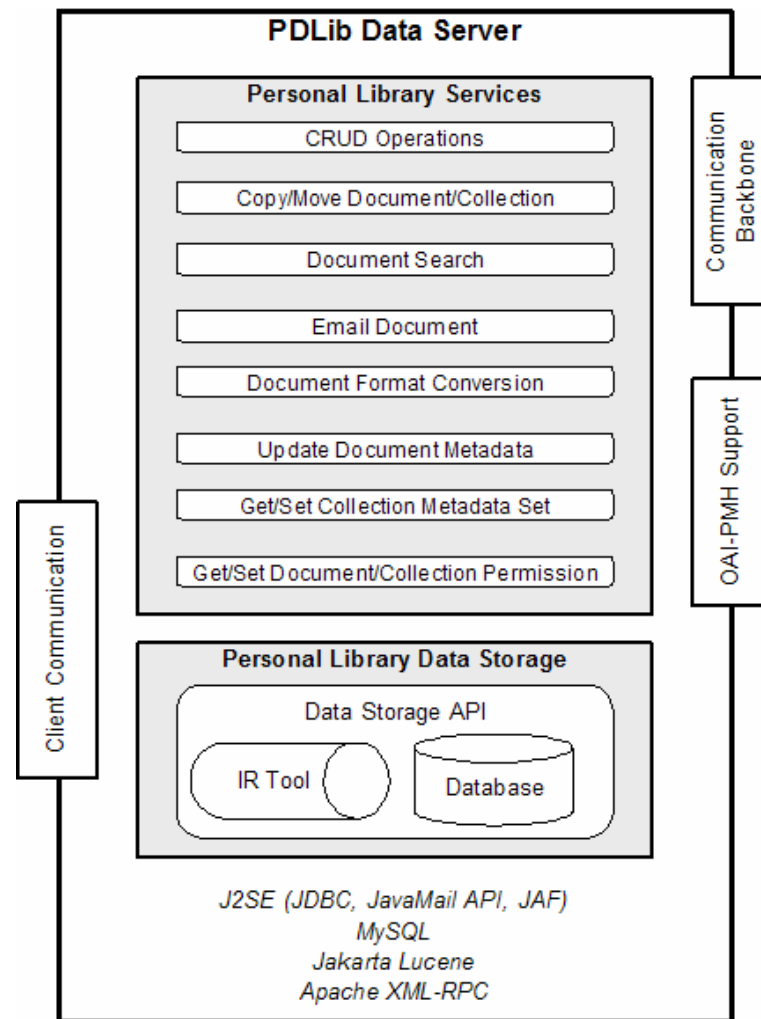 PDLib Data Server
Personal Library Services
CRUD Operations
Copy/Move Document/Collection
Document Search
Email Document
Document Format Conversion
Update Document Metadata
Get/Set Collection Metadata Set
Get/Set Document/Collection Permission
Communication
Backbone
OAI-PMH Support
Client Communication
Personal Library Data Storage
Data Storage API
IR Tool
Database
J2SE (JDBC, JavaMail API, JAF)
MySQL
Jakarta Lucene
Apache XML-RPC